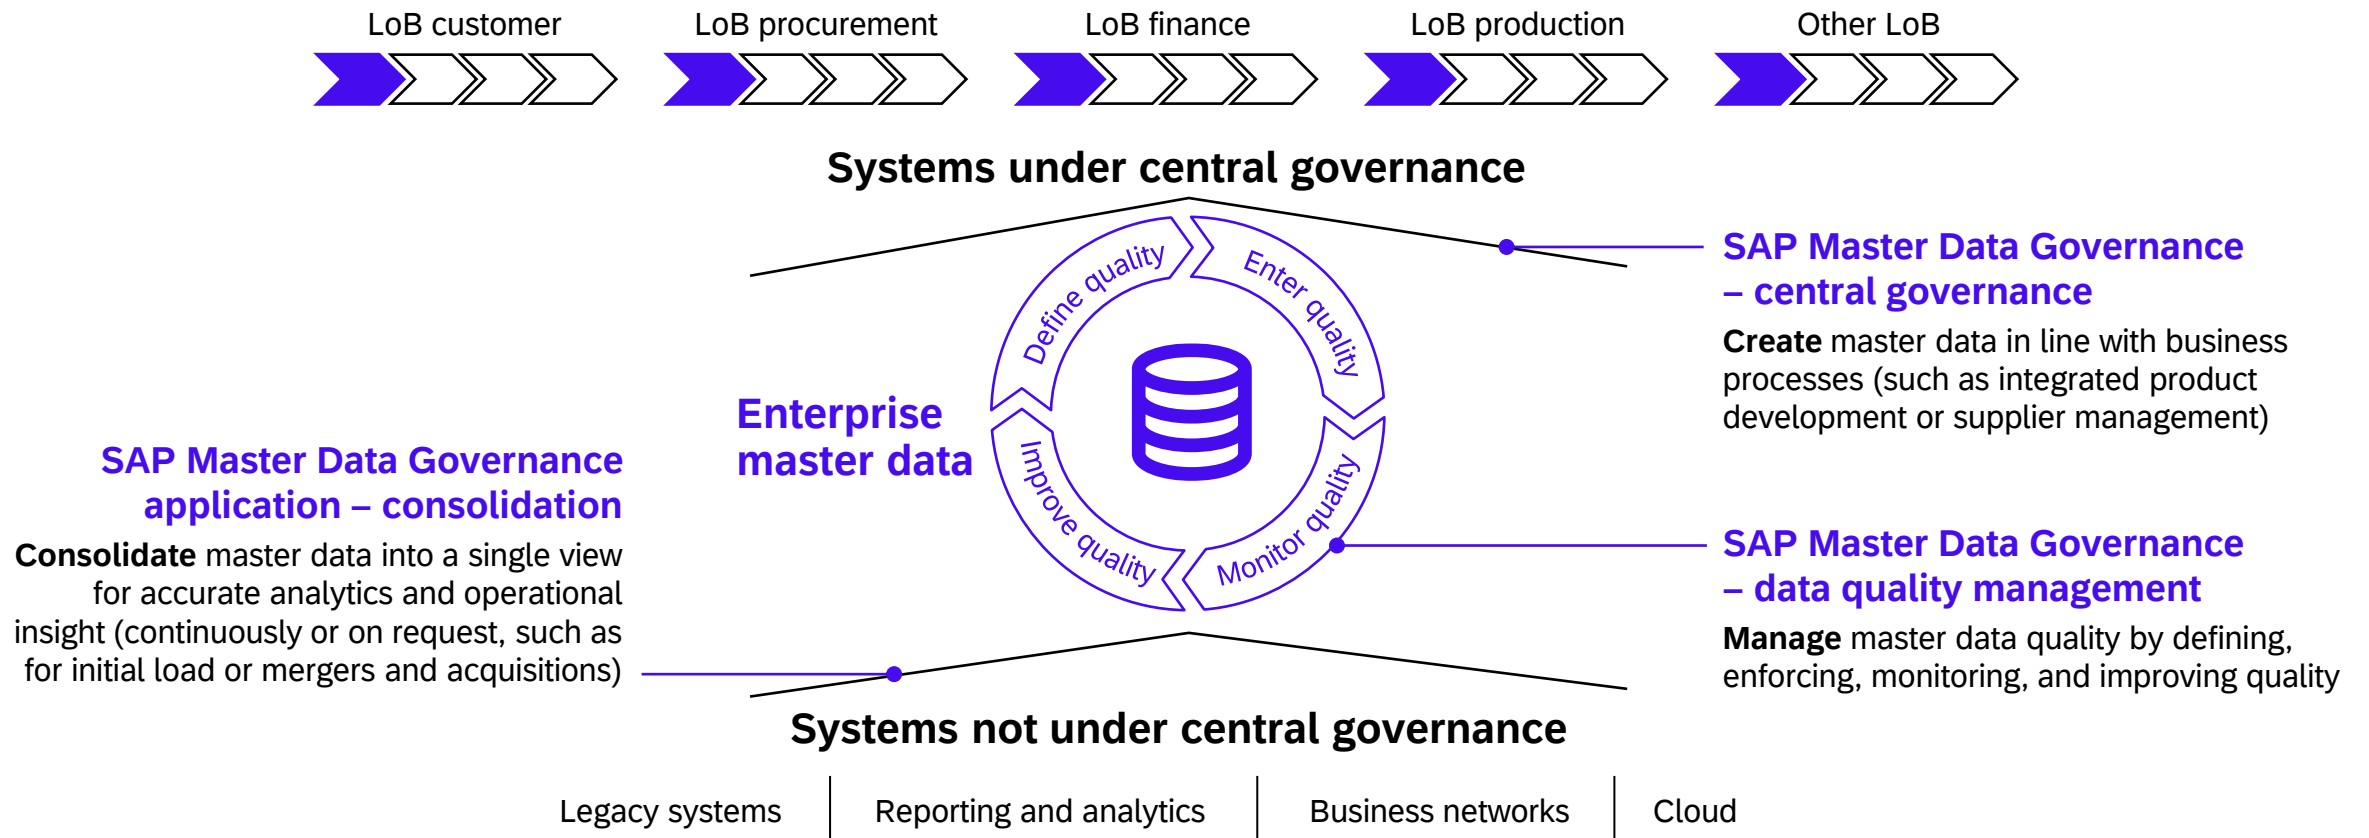 LoB customer
LoB procurement
LoB finance
LoB production
Other LoB
Systems under central governance
Define quality
Enter quality
Monitor quality
Improve quality
Enterprise
master data
SAP Master Data Governance
– central governance
Create master data in line with business
processes (such as integrated product
development or supplier management)
SAP Master Data Governance
application – consolidation
Consolidate master data into a single view
for accurate analytics and operational
insight (continuously or on request, such as
for initial load or mergers and acquisitions)
SAP Master Data Governance
– data quality management
Manage master data quality by defining,
enforcing, monitoring, and improving quality
Systems not under central governance
Legacy systems
Reporting and analytics
Business networks
Cloud